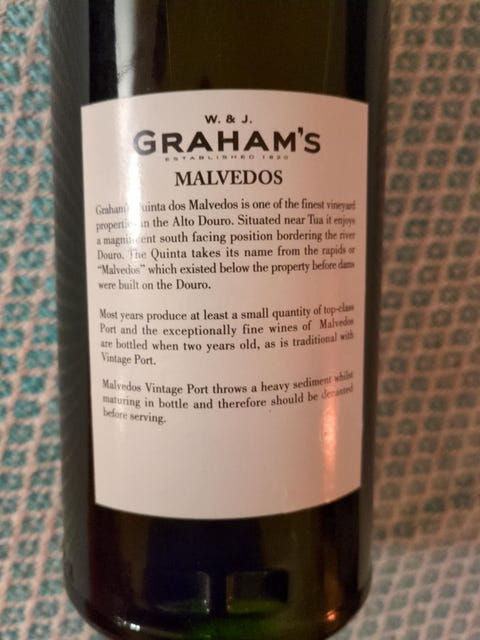 W. & J.
GRAHAM'S
ESTABLISHED 1820
MALVEDOS
Graham's Quinta dos Malvedos is one of the finest vineyard
properties in the Alto Douro. Situated near Tua it enjoys
a magnificent south facing position bordering the river
Douro. The Quinta takes its name from the rapids or
"Malvedos" which existed below the property before dams
were built on the Douro.
Most years produce at least a small quantity of top-class
Port and the exceptionally fine wines of Malvedos
are bottled when two years old, as is traditional with
Vintage Port.
Malvedos Vintage Port throws a heavy sediment whilst
maturing in bottle and therefore should be decanted
before serving.